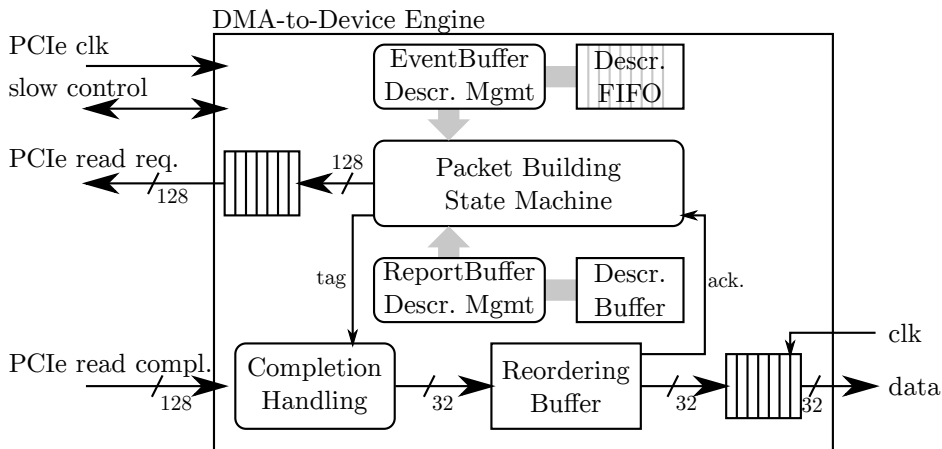 DMA-to-Device Engine
PCIe clk
slow control
PCIe read req.
128
128
EventBuffer
Descr. Mgmt
Descr.
FIFO
Packet Building
State Machine
tag
ReportBuffer
Descr. Mgmt
Descr.
Buffer
ack.
PCIe read compl.
128
Completion
Handling
32
Reordering
Buffer
32
32
clk
data